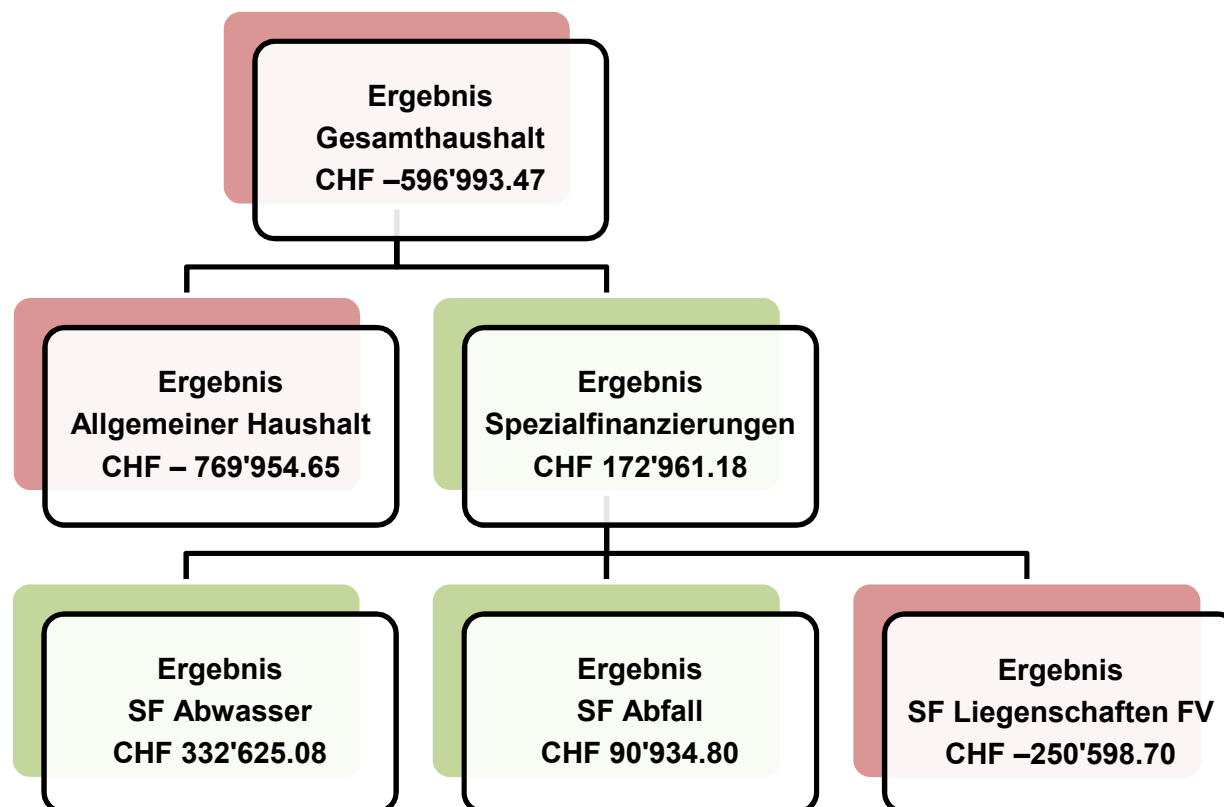 Ergebnis
Gesamthaushalt
CHF –596'993.47
Ergebnis
Allgemeiner Haushalt
CHF – 769'954.65
Ergebnis
Spezialfinanzierungen
CHF 172'961.18
Ergebnis
SF Abwasser
CHF 332'625.08
Ergebnis
SF Abfall
CHF 90'934.80
Ergebnis
SF Liegenschaften FV
CHF –250'598.70